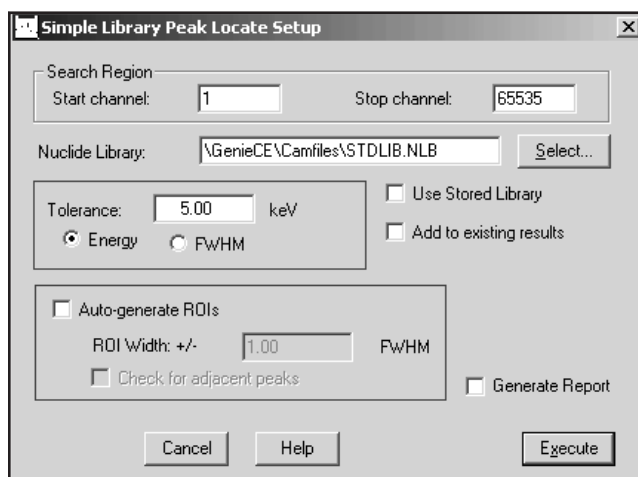 Simple Library Peak Locate Setup
Search Region
Start channel: 1 Stop channel: 65535
Nuclide Library: \GenieCE\Camfiles\STDLIB.NLB Select...
Tolerance: 5.00 keV
Use Stored Library
Energy FWHM
Add to existing results
Auto-generate ROIs
ROI Width: +/- 1.00 FWHM
Check for adjacent peaks
Generate Report
Cancel Help Execute